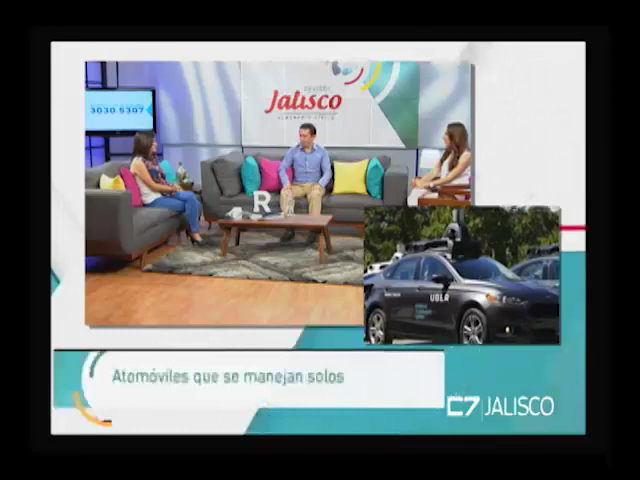 3030 5307
Jalisco
R
UBER
Atomóviles que se manejan solos
C7 JALISCO